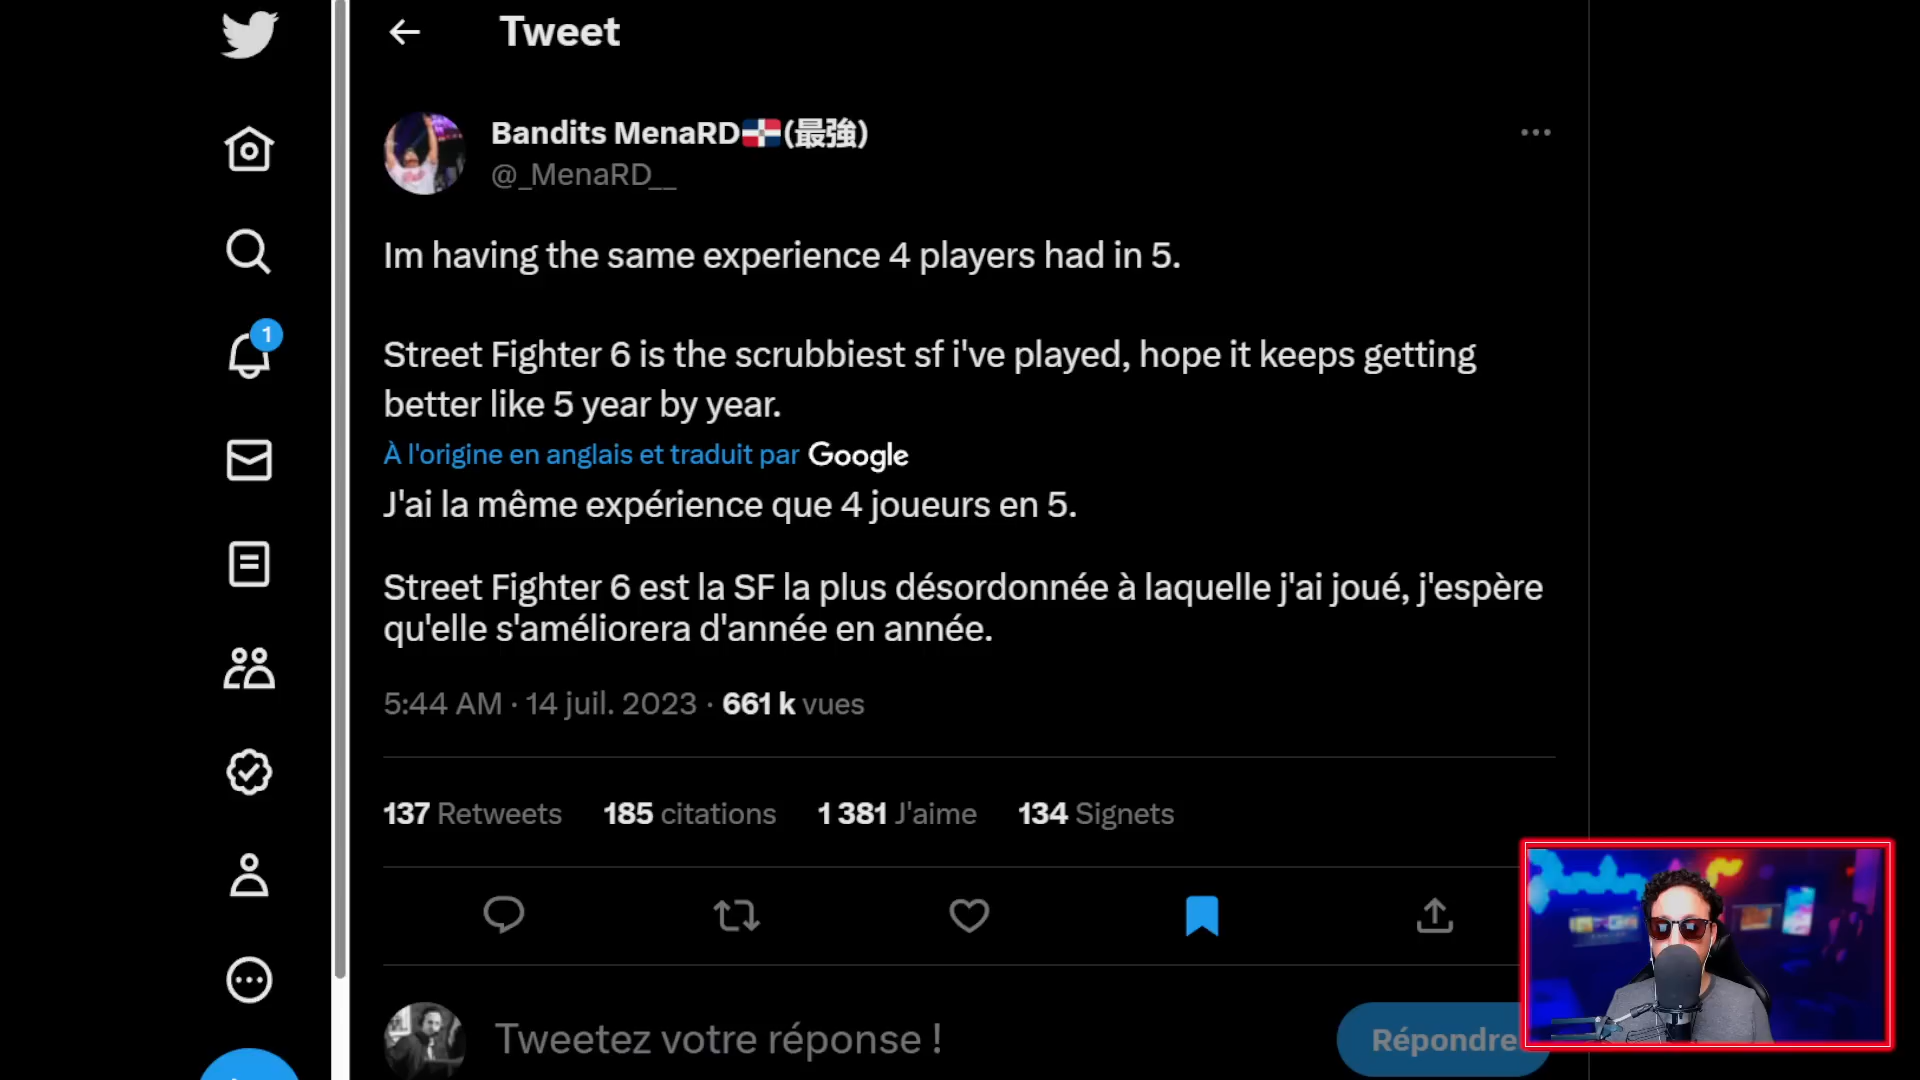 Tweet
Bandits MenaRD🇩🇴(最強)
@_MenaRD__
Im having the same experience 4 players had in 5.
Street Fighter 6 is the scrubbiest sf i've played, hope it keeps getting
better like 5 year by year.
À l'origine en anglais et traduit par Google
J'ai la même expérience que 4 joueurs en 5.
Street Fighter 6 est la SF la plus désordonnée à laquelle j'ai joué, j'espère
qu'elle s'améliorera d'année en année.
5:44 AM · 14 juil. 2023 · 661 k vues
137 Retweets 185 citations 1 381 J'aime 134 Signets
Tweetez votre réponse !
Répondre
1